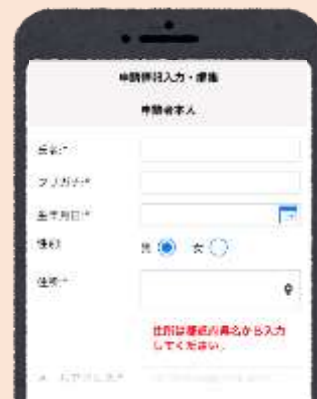 申請情報入力・編集
申請者本人
氏名*
フリガナ*
生年月日*
性別
男 女
住所*
住所は都道府県名から入力
してください。